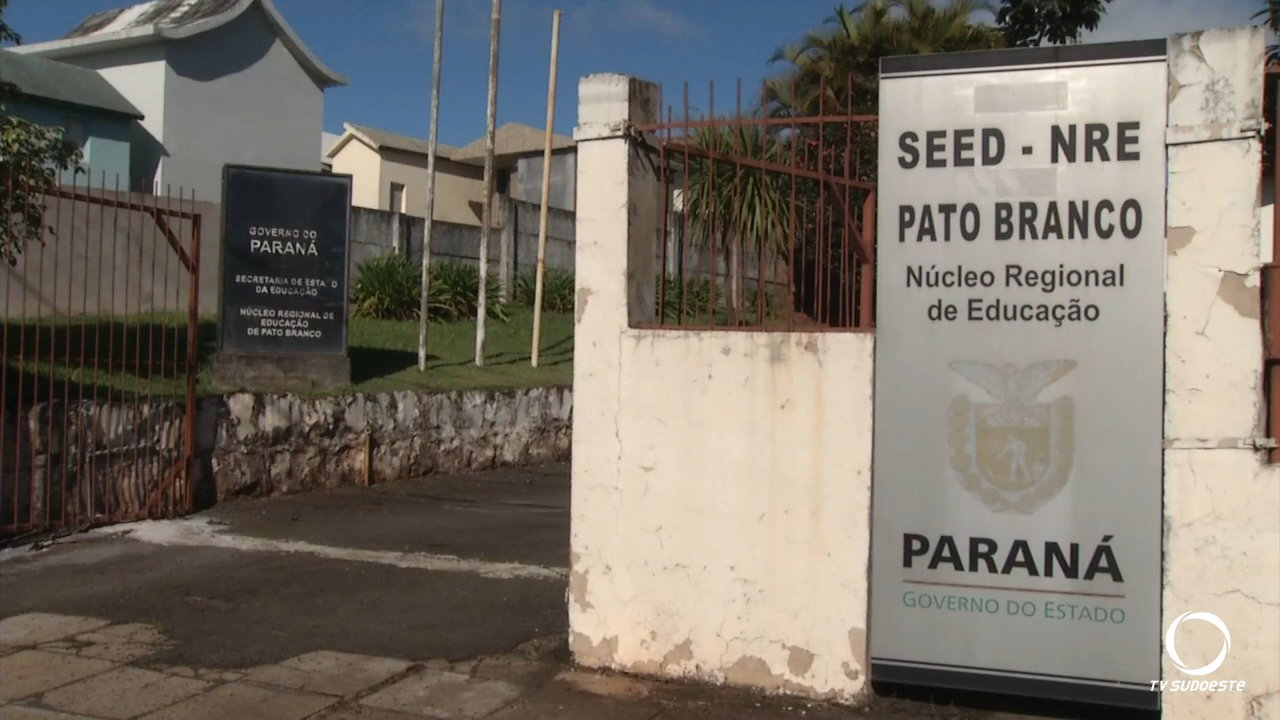 GOVERNO DO
PARANÁ
SECRETARIA DE ESTADO
DA EDUCAÇÃO
NÚCLEO REGIONAL DE
EDUCAÇÃO
DE PATO BRANCO
SEED - NRE
PATO BRANCO
Núcleo Regional
de Educação
PARANÁ
GOVERNO DO ESTADO
TV SUDOESTE